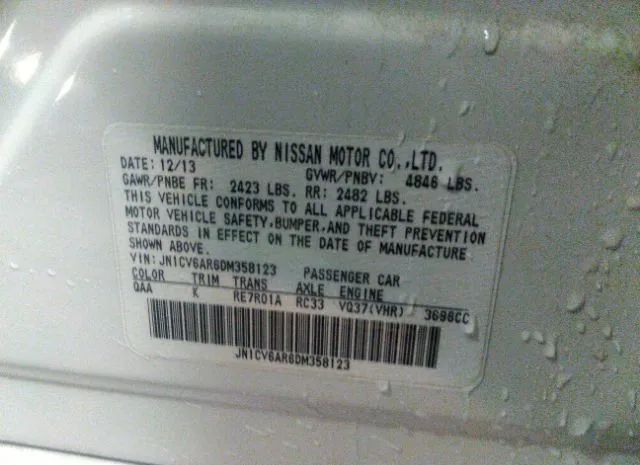 MANUFACTURED BY NISSAN MOTOR CO.,LTD.
DATE: 12/13 GVWR/PNBV: 4846 LBS.
GAWR/PNBE FR: 2423 LBS. RR: 2482 LBS.
THIS VEHICLE CONFORMS TO ALL APPLICABLE FEDERAL
MOTOR VEHICLE SAFETY, BUMPER, AND THEFT PREVENTION
STANDARDS IN EFFECT ON THE DATE OF MANUFACTURE
SHOWN ABOVE.
VIN: JN1CV6AR6DM358123 PASSENGER CAR
COLOR TRIM TRANS AXLE ENGINE
QAA K RE7R01A RC33 VQ37(VHR) 3696CC
JN1CV6AR6DM358123